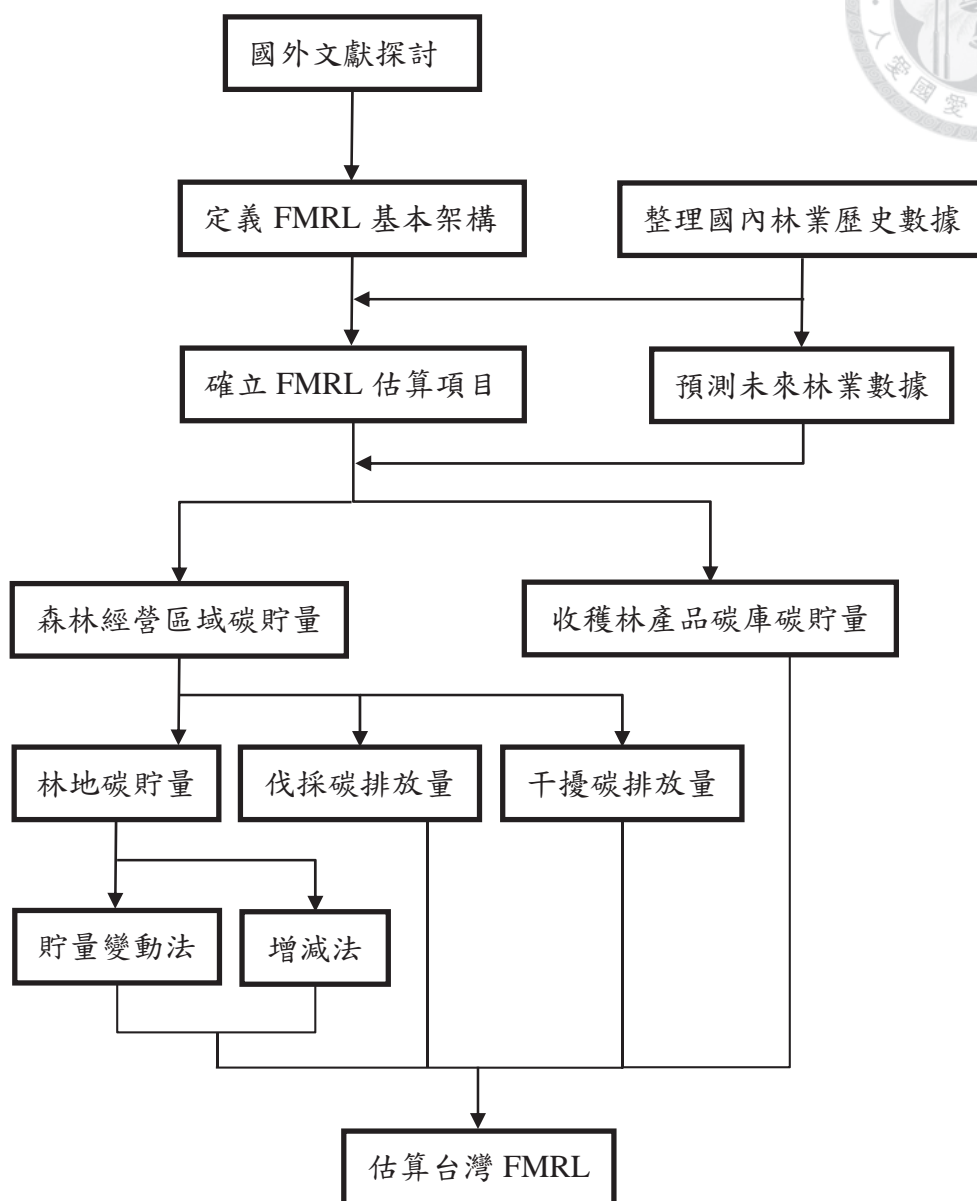 國外文獻探討
定義 FMRL 基本架構
整理國內林業歷史數據
確立 FMRL 估算項目
預測未來林業數據
森林經營區域碳貯量
收穫林產品碳庫碳貯量
林地碳貯量
伐採碳排放量
干擾碳排放量
貯量變動法
增減法
估算台灣 FMRL
人 愛 國 愛